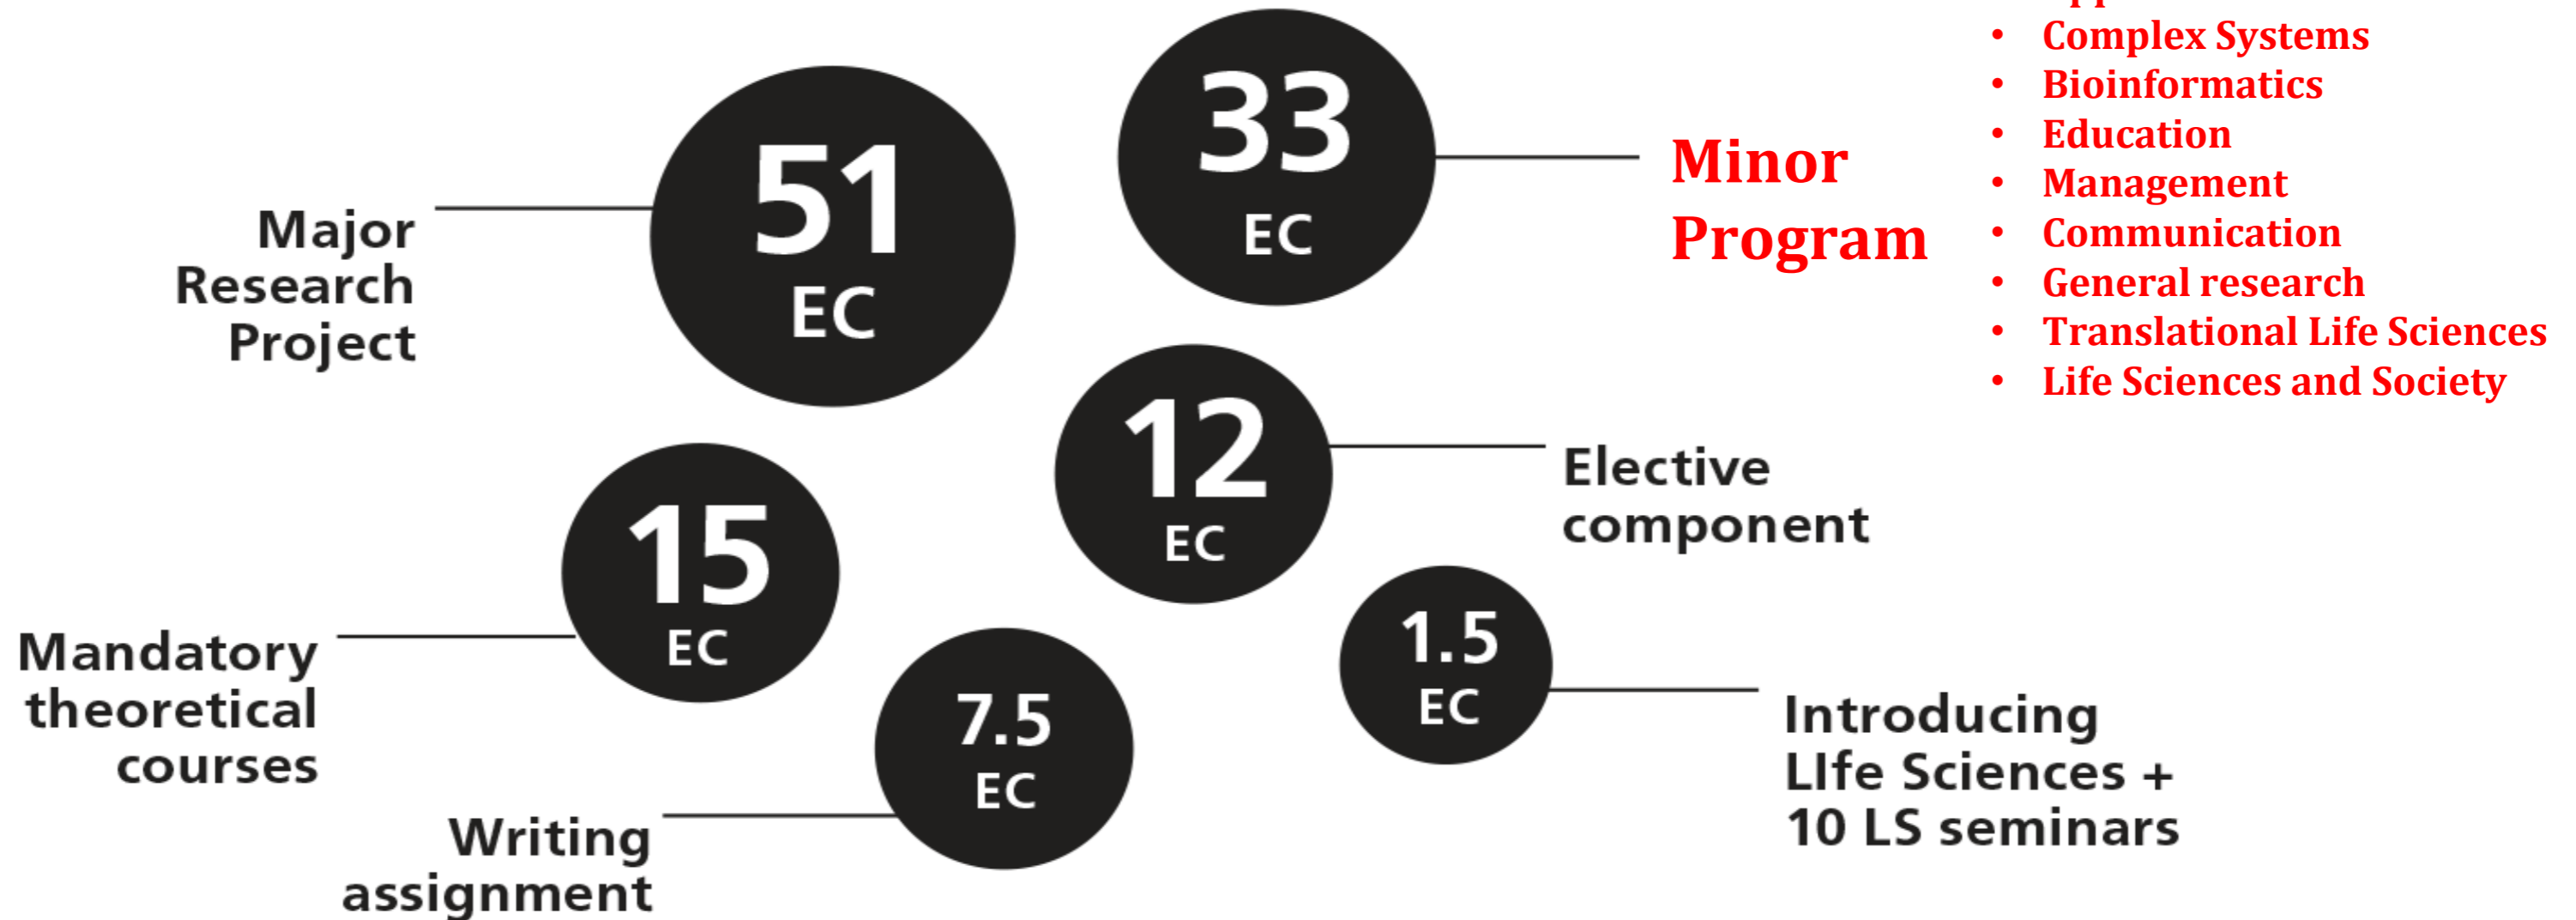 51
EC
Major
Research
Project
33
EC
Minor
Program
• Complex Systems
• Bioinformatics
• Education
• Management
• Communication
• General research
• Translational Life Sciences
• Life Sciences and Society
12
EC
Elective
component
15
EC
Mandatory
theoretical
courses
7.5
EC
Writing
assignment
1.5
EC
Introducing
LIfe Sciences +
10 LS seminars